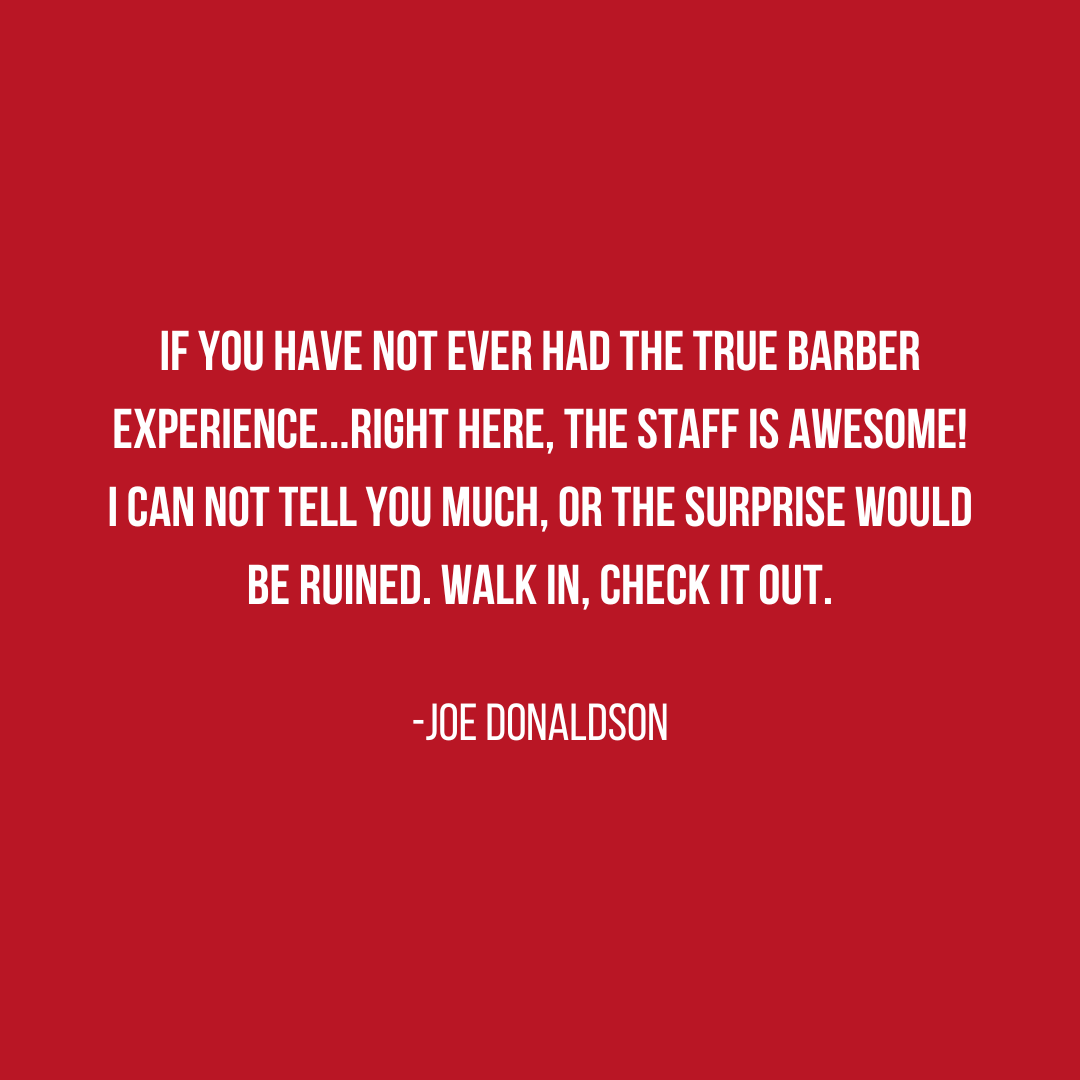 IF YOU HAVE NOT EVER HAD THE TRUE BARBER
EXPERIENCE...RIGHT HERE, THE STAFF IS AWESOME!
I CAN NOT TELL YOU MUCH, OR THE SURPRISE WOULD
BE RUINED. WALK IN, CHECK IT OUT.
-JOE DONALDSON